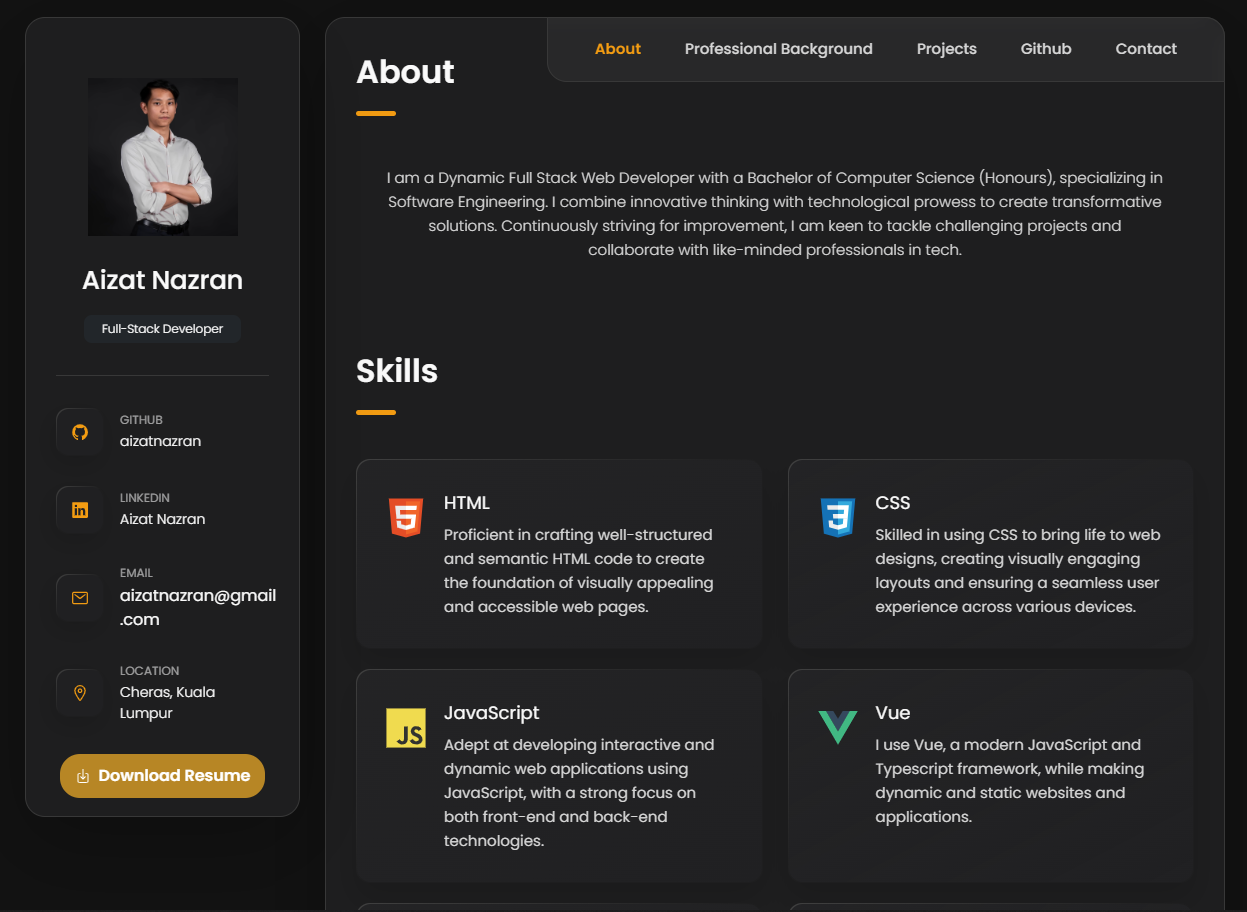 Aizat Nazran
Full-Stack Developer
GITHUB
aizatnazran
LINKEDIN
Aizat Nazran
EMAIL
aizatnazran@gmail
.com
LOCATION
Cheras, Kuala
Lumpur
Download Resume
About
Professional Background
Projects
Github
Contact
About
I am a Dynamic Full Stack Web Developer with a Bachelor of Computer Science (Honours), specializing in
Software Engineering. I combine innovative thinking with technological prowess to create transformative
solutions. Continuously striving for improvement, I am keen to tackle challenging projects and
collaborate with like-minded professionals in tech.
Skills
5
HTML
Proficient in crafting well-structured
and semantic HTML code to create
the foundation of visually appealing
and accessible web pages.
3
CSS
Skilled in using CSS to bring life to web
designs, creating visually engaging
layouts and ensuring a seamless user
experience across various devices.
JS
JavaScript
Adept at developing interactive and
dynamic web applications using
JavaScript, with a strong focus on
both front-end and back-end
technologies.
Vue
I use Vue, a modern JavaScript and
Typescript framework, while making
dynamic and static websites and
applications.